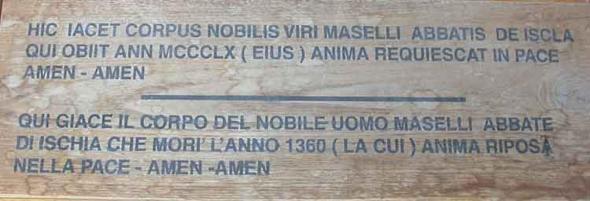 HIC IACET CORPUS NOBILIS VIRI MASELLI ABBATIS DE ISCLA
QUI OBIIT ANN MCCCLX ( EIUS ) ANIMA REQUIESCAT IN PACE
AMEN - AMEN
QUI GIACE IL CORPO DEL NOBILE UOMO MASELLI ABBATE
DI ISCHIA CHE MORI' L'ANNO 1360 ( LA CUI ) ANIMA RIPOSA
NELLA PACE - AMEN -AMEN